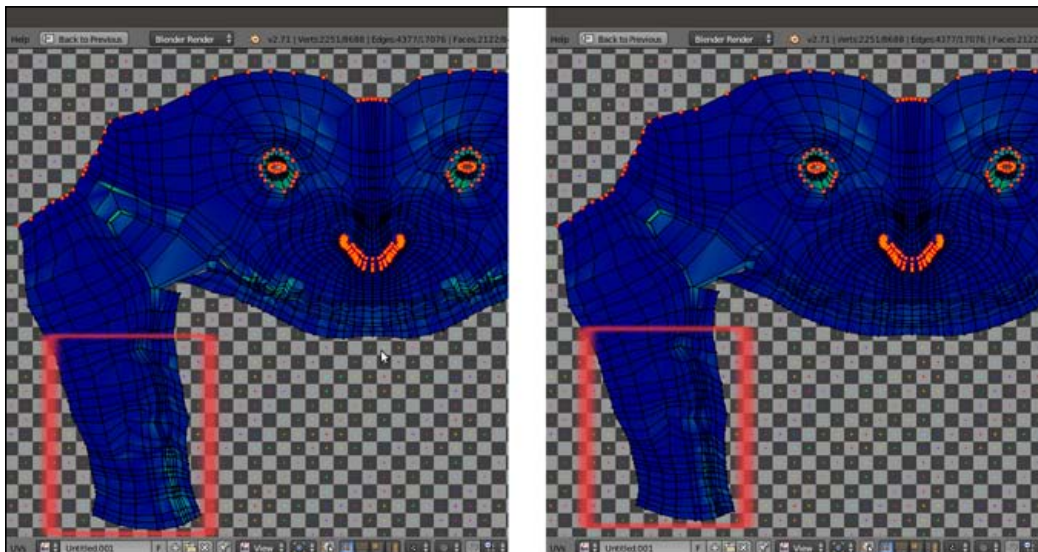 Help Back to Previous Blender Render v2.71 | Verts:2251/8688 | Edges:4377/17076 | Faces:2122/8
Help Back to Previous Blender Render v2.71 | Verts:2251/8688 | Edges:4377/17076 | Faces:2122/
UVs Untitled.001 F View
UVs Untitled.001 F View